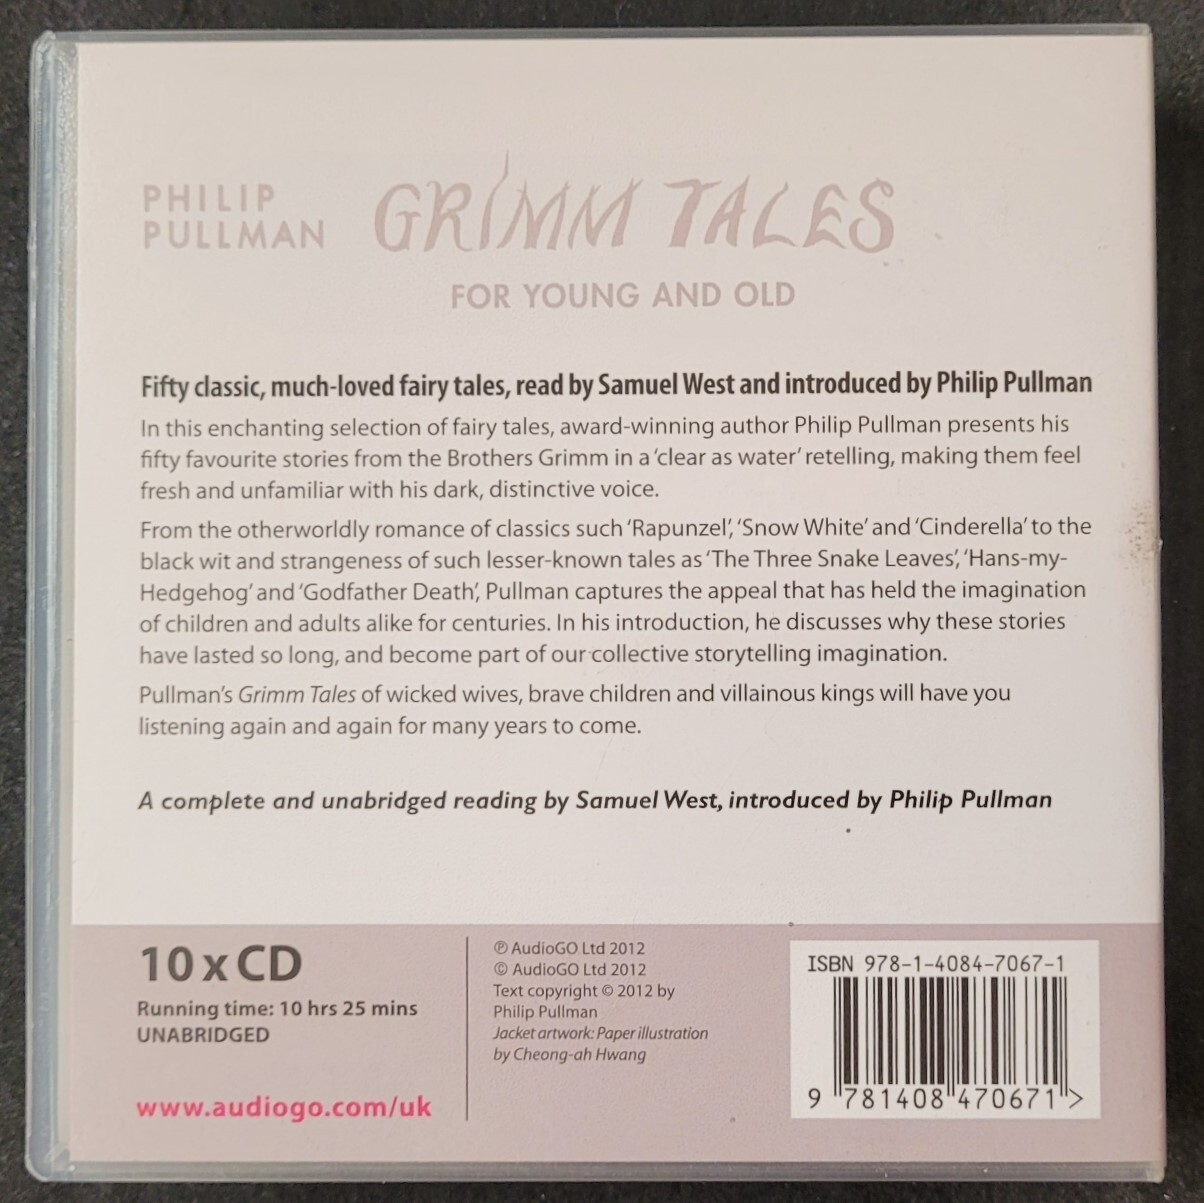 PHILIP
PULLMAN
GRIMM TALES
FOR YOUNG AND OLD
Fifty classic, much-loved fairy tales, read by Samuel West and introduced by Philip Pullman
In this enchanting selection of fairy tales, award-winning author Philip Pullman presents his
fifty favourite stories from the Brothers Grimm in a 'clear as water' retelling, making them feel
fresh and unfamiliar with his dark, distinctive voice.
From the otherworldly romance of classics such 'Rapunzel', 'Snow White' and 'Cinderella' to the
black wit and strangeness of such lesser-known tales as 'The Three Snake Leaves', 'Hans-my-
Hedgehog' and 'Godfather Death', Pullman captures the appeal that has held the imagination
of children and adults alike for centuries. In his introduction, he discusses why these stories
have lasted so long, and become part of our collective storytelling imagination.
Pullman's Grimm Tales of wicked wives, brave children and villainous kings will have you
listening again and again for many years to come.
A complete and unabridged reading by Samuel West, introduced by Philip Pullman
10 x CD
Running time: 10 hrs 25 mins
UNABRIDGED
www.audiogo.com/uk
℗ AudioGO Ltd 2012
© AudioGO Ltd 2012
Text copyright © 2012 by
Philip Pullman
Jacket artwork: Paper illustration
by Cheong-ah Hwang
ISBN 978-1-4084-7067-1
9 781408 470671 >